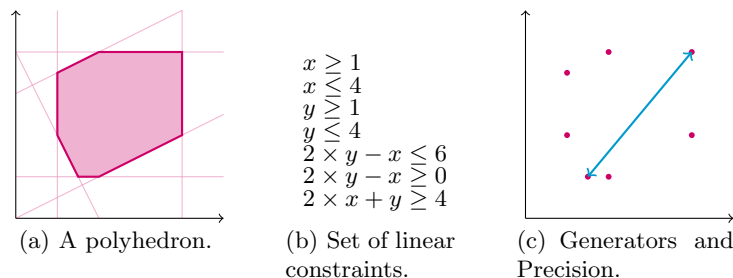 x ≥ 1
x ≤ 4
y ≥ 1
y ≤ 4
2 × y − x ≤ 6
2 × y − x ≥ 0
2 × x + y ≥ 4
(a) A polyhedron.
(b) Set of linear
constraints.
(c) Generators and
Precision.